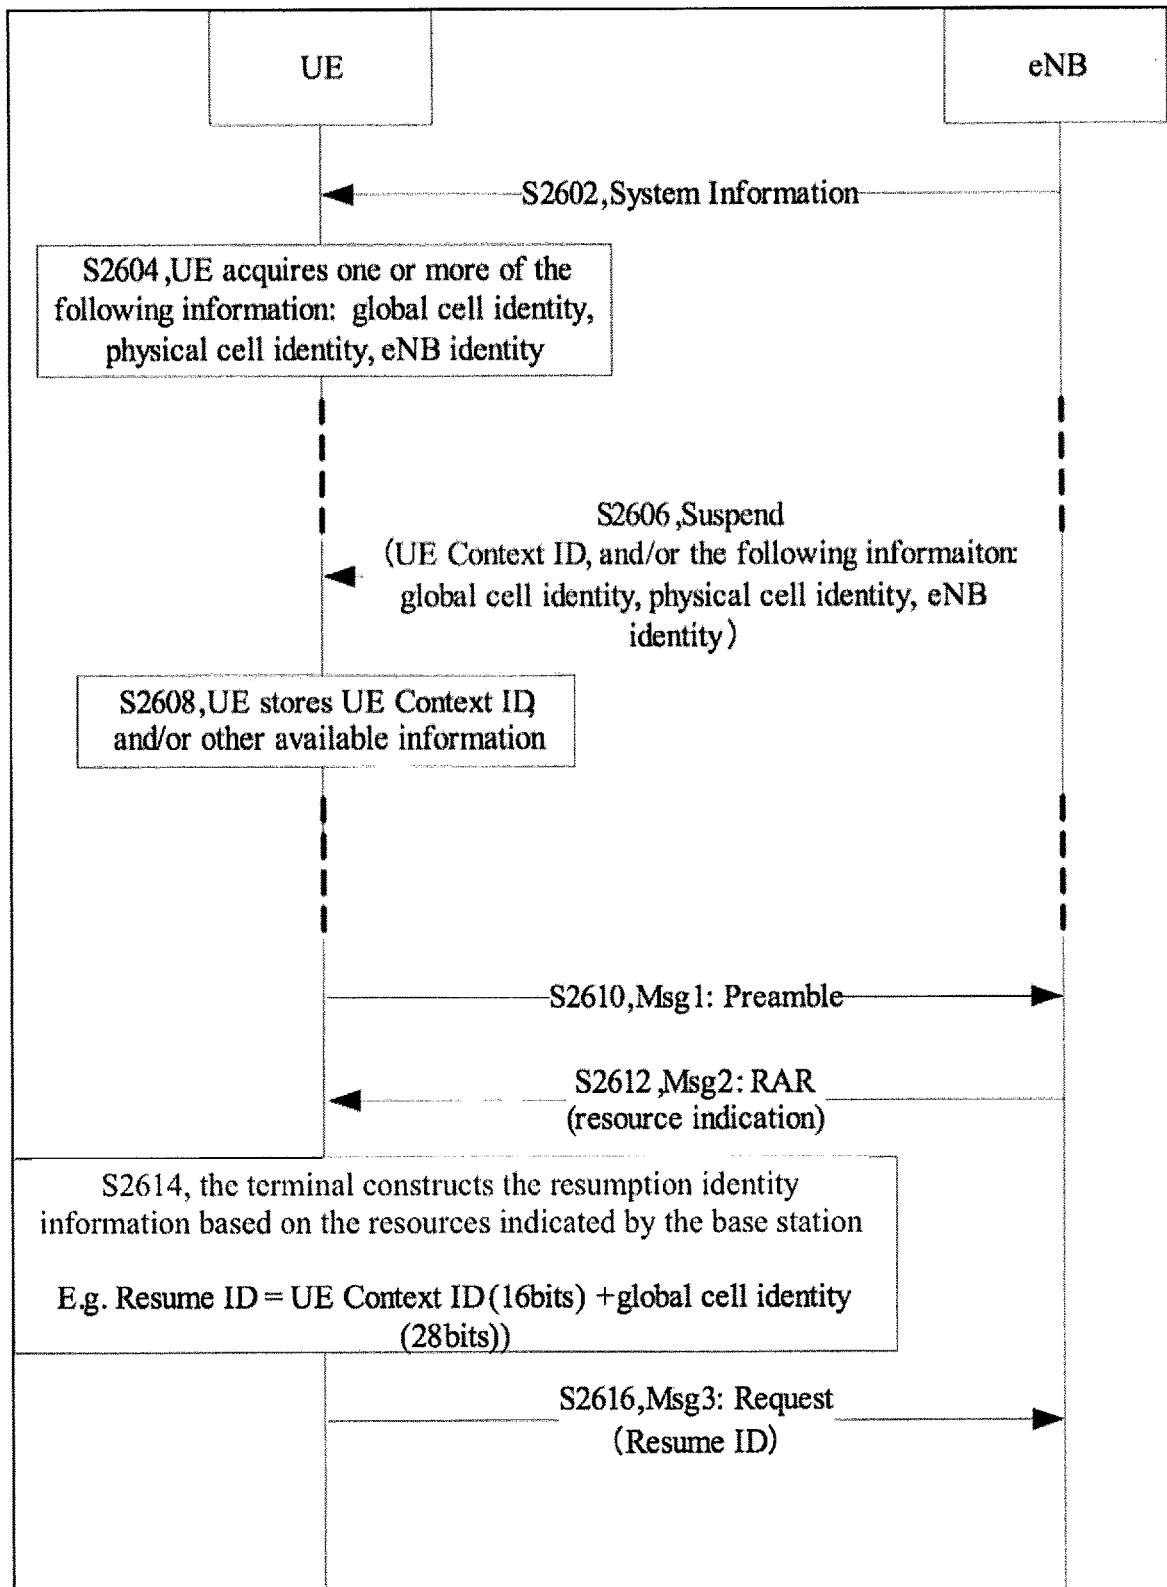 UE
eNB
S2602,System Information
S2604 ,UE acquires one or more of the
following information: global cell identity,
physical cell identity, eNB identity
S2606 ,Suspend
(UE Context ID, and/or the following informaiton:
global cell identity, physical cell identity, eNB
identity)
S2608,UE stores UE Context ID,
and/or other available information
S2610,Msg1: Preamble
S2612 ,Msg2: RAR
(resource indication)
S2614, the terminal constructs the resumption identity
information based on the resources indicated by the base station
E.g. Resume ID = UE Context ID(16bits) +global cell identity
(28bits))
S2616,Msg3: Request
(Resume ID)